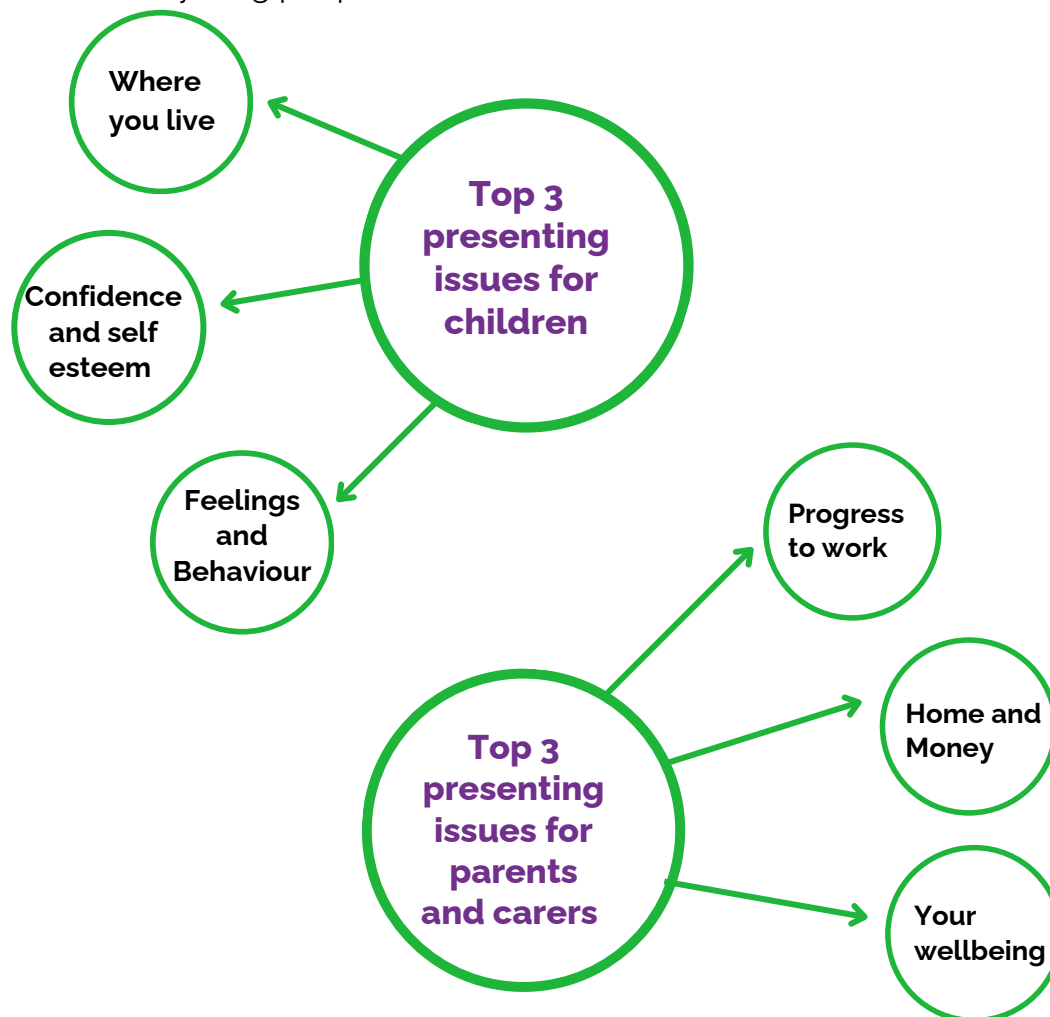 Where
you live
Top 3
presenting
issues for
children
Confidence
and self
esteem
Feelings
and
Behaviour
Progress
to work
Home and
Money
Top 3
presenting
issues for
parents
and carers
Your
wellbeing